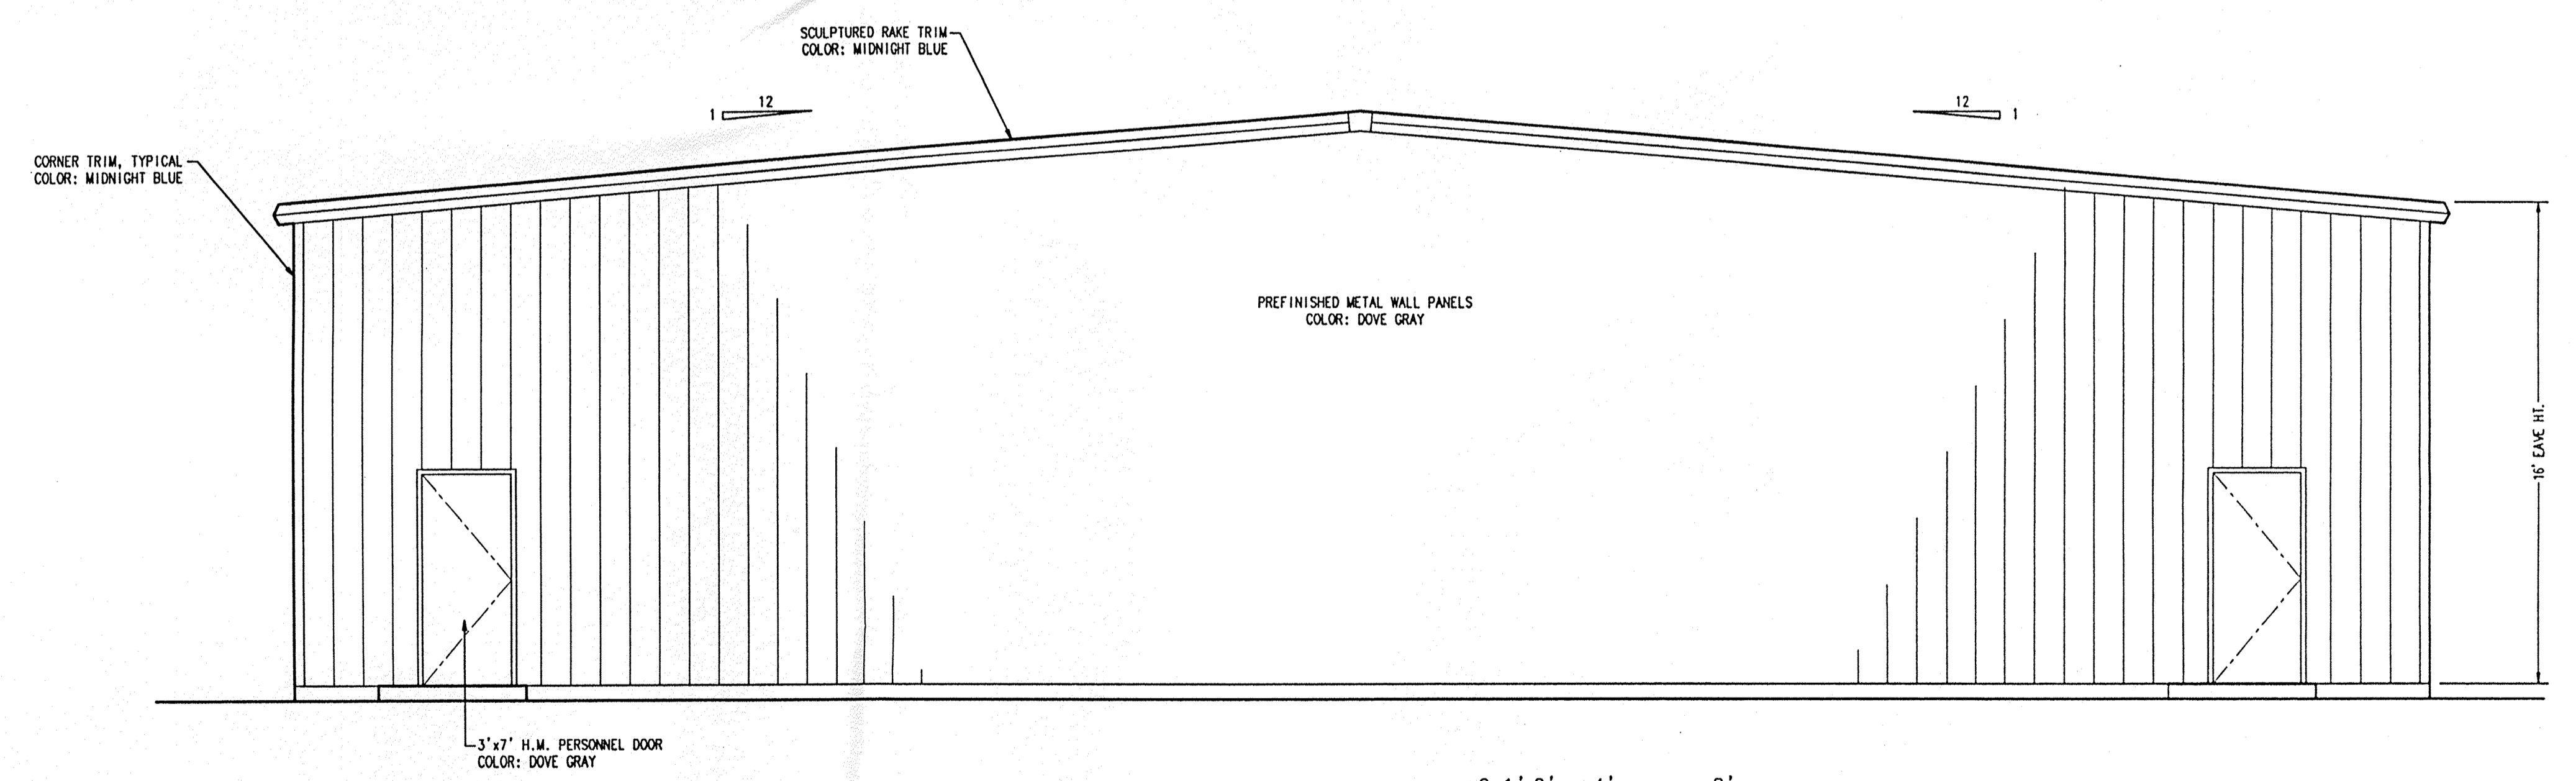 SCULPTURED RAKE TRIM
COLOR: MIDNIGHT BLUE
12
1
12
1
CORNER TRIM, TYPICAL
COLOR: MIDNIGHT BLUE
PREFINISHED METAL WALL PANELS
COLOR: DOVE GRAY
16' EAVE HT.
3'x7' H.M. PERSONNEL DOOR
COLOR: DOVE GRAY